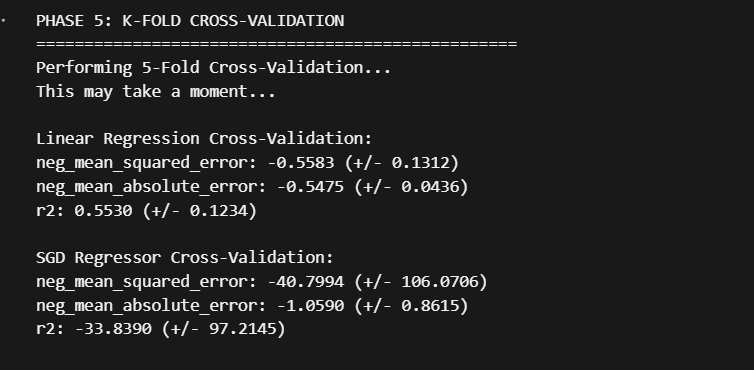 PHASE 5: K-FOLD CROSS-VALIDATION
==================================================
Performing 5-Fold Cross-Validation...
This may take a moment...
Linear Regression Cross-Validation:
neg_mean_squared_error: -0.5583 (+/- 0.1312)
neg_mean_absolute_error: -0.5475 (+/- 0.0436)
r2: 0.5530 (+/- 0.1234)
SGD Regressor Cross-Validation:
neg_mean_squared_error: -40.7994 (+/- 106.0706)
neg_mean_absolute_error: -1.0590 (+/- 0.8615)
r2: -33.8390 (+/- 97.2145)